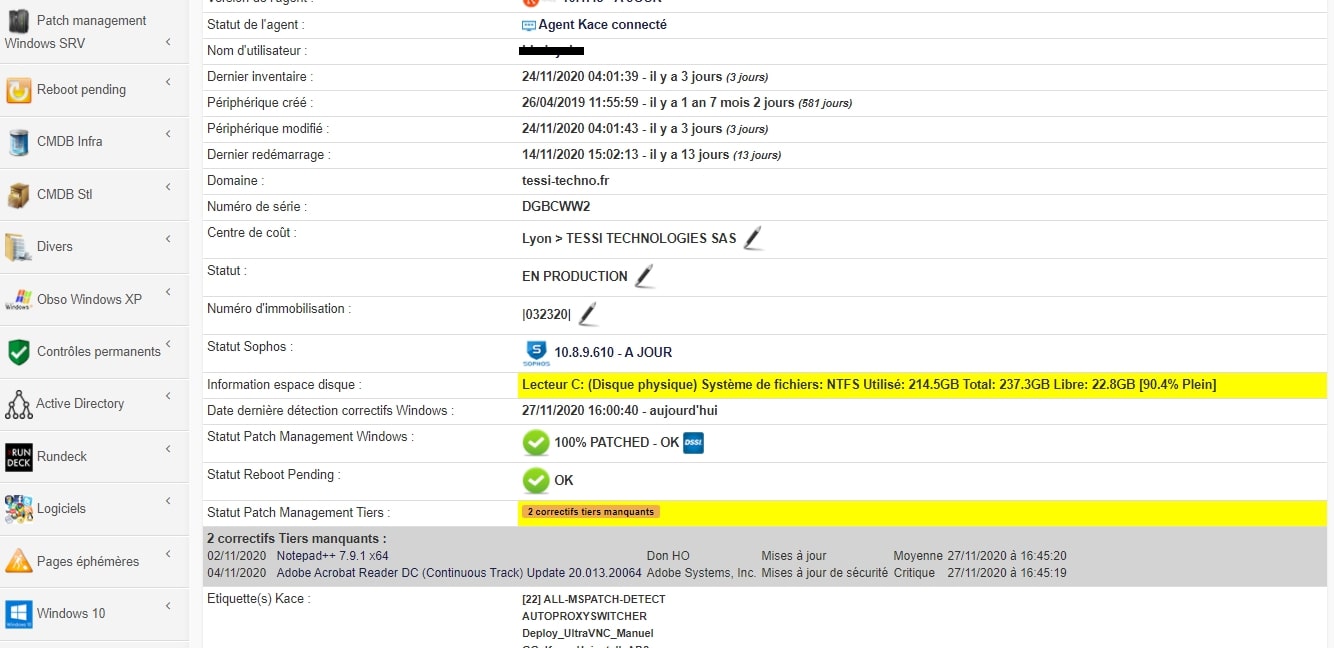 Patch management
Windows SRV
Reboot pending
CMDB Infra
CMDB Stl
Divers
Obso Windows XP
Contrôles permanents
Active Directory
Rundeck
Logiciels
Pages éphémères
Windows 10
Statut de l'agent : Agent Kace connecté
Nom d'utilisateur :
Dernier inventaire : 24/11/2020 04:01:39 - il y a 3 jours (3 jours)
Périphérique créé : 26/04/2019 11:55:59 - il y a 1 an 7 mois 2 jours (581 jours)
Périphérique modifié : 24/11/2020 04:01:43 - il y a 3 jours (3 jours)
Dernier redémarrage : 14/11/2020 15:02:13 - il y a 13 jours (13 jours)
Domaine : tessi-techno.fr
Numéro de série : DGBCWW2
Centre de coût : Lyon > TESSI TECHNOLOGIES SAS
Statut : EN PRODUCTION
Numéro d'immobilisation : |032320|
Statut Sophos : S SOPHOS 10.8.9.610 - A JOUR
Information espace disque : Lecteur C: (Disque physique) Système de fichiers: NTFS Utilisé: 214.5GB Total: 237.3GB Libre: 22.8GB [90.4% Plein]
Date dernière détection correctifs Windows : 27/11/2020 16:00:40 - aujourd'hui
Statut Patch Management Windows : 100% PATCHED - OK DSSI
Statut Reboot Pending : OK
Statut Patch Management Tiers : 2 correctifs tiers manquants
2 correctifs Tiers manquants :
02/11/2020 Notepad++ 7.9.1 x64 Don HO Mises à jour Moyenne 27/11/2020 à 16:45:20
04/11/2020 Adobe Acrobat Reader DC (Continuous Track) Update 20.013.20064 Adobe Systems, Inc. Mises à jour de sécurité Critique 27/11/2020 à 16:45:19
Etiquette(s) Kace : [22] ALL-MSPATCH-DETECT
AUTOPROXYSWITCHER
Deploy_UltraVNC_Manuel